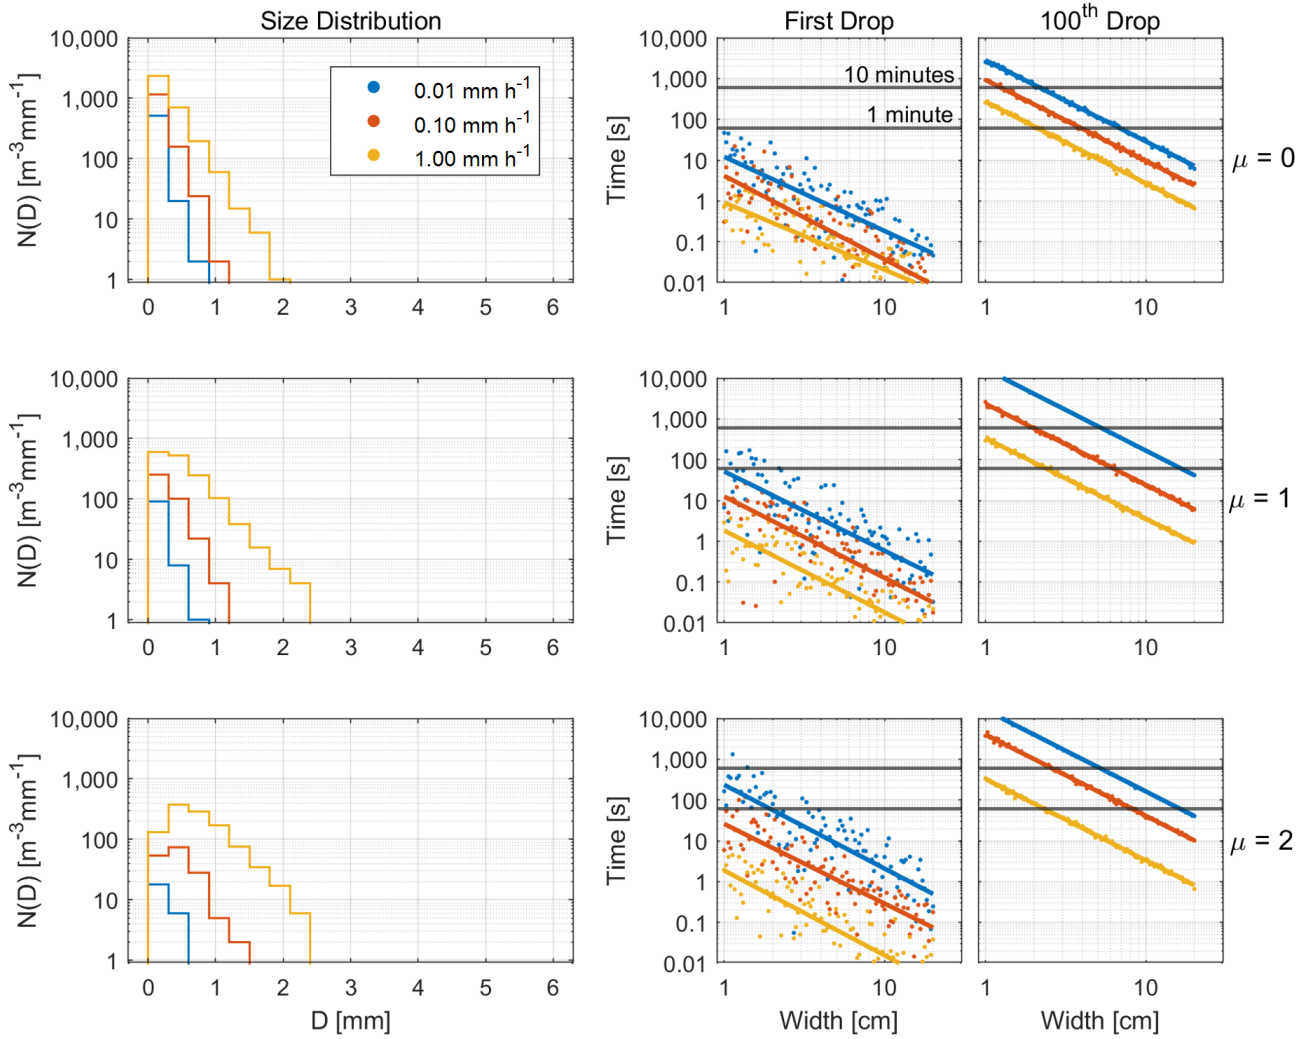 Size Distribution
First Drop
100th Drop
N(D) [m-3mm-1]
10,000
1,000
100
10
1
0 1 2 3 4 5 6
0.01 mm h-1
0.10 mm h-1
1.00 mm h-1
Time [s]
10,000
1,000
100
10
1
0.1
0.01
10 minutes
1 minute
1 10
1 10
μ = 0
N(D) [m-3mm-1]
10,000
1,000
100
10
1
0 1 2 3 4 5 6
Time [s]
10,000
1,000
100
10
1
0.1
0.01
1 10
1 10
μ = 1
N(D) [m-3mm-1]
10,000
1,000
100
10
1
0 1 2 3 4 5 6
D [mm]
Time [s]
10,000
1,000
100
10
1
0.1
0.01
1 10
Width [cm]
1 10
Width [cm]
μ = 2